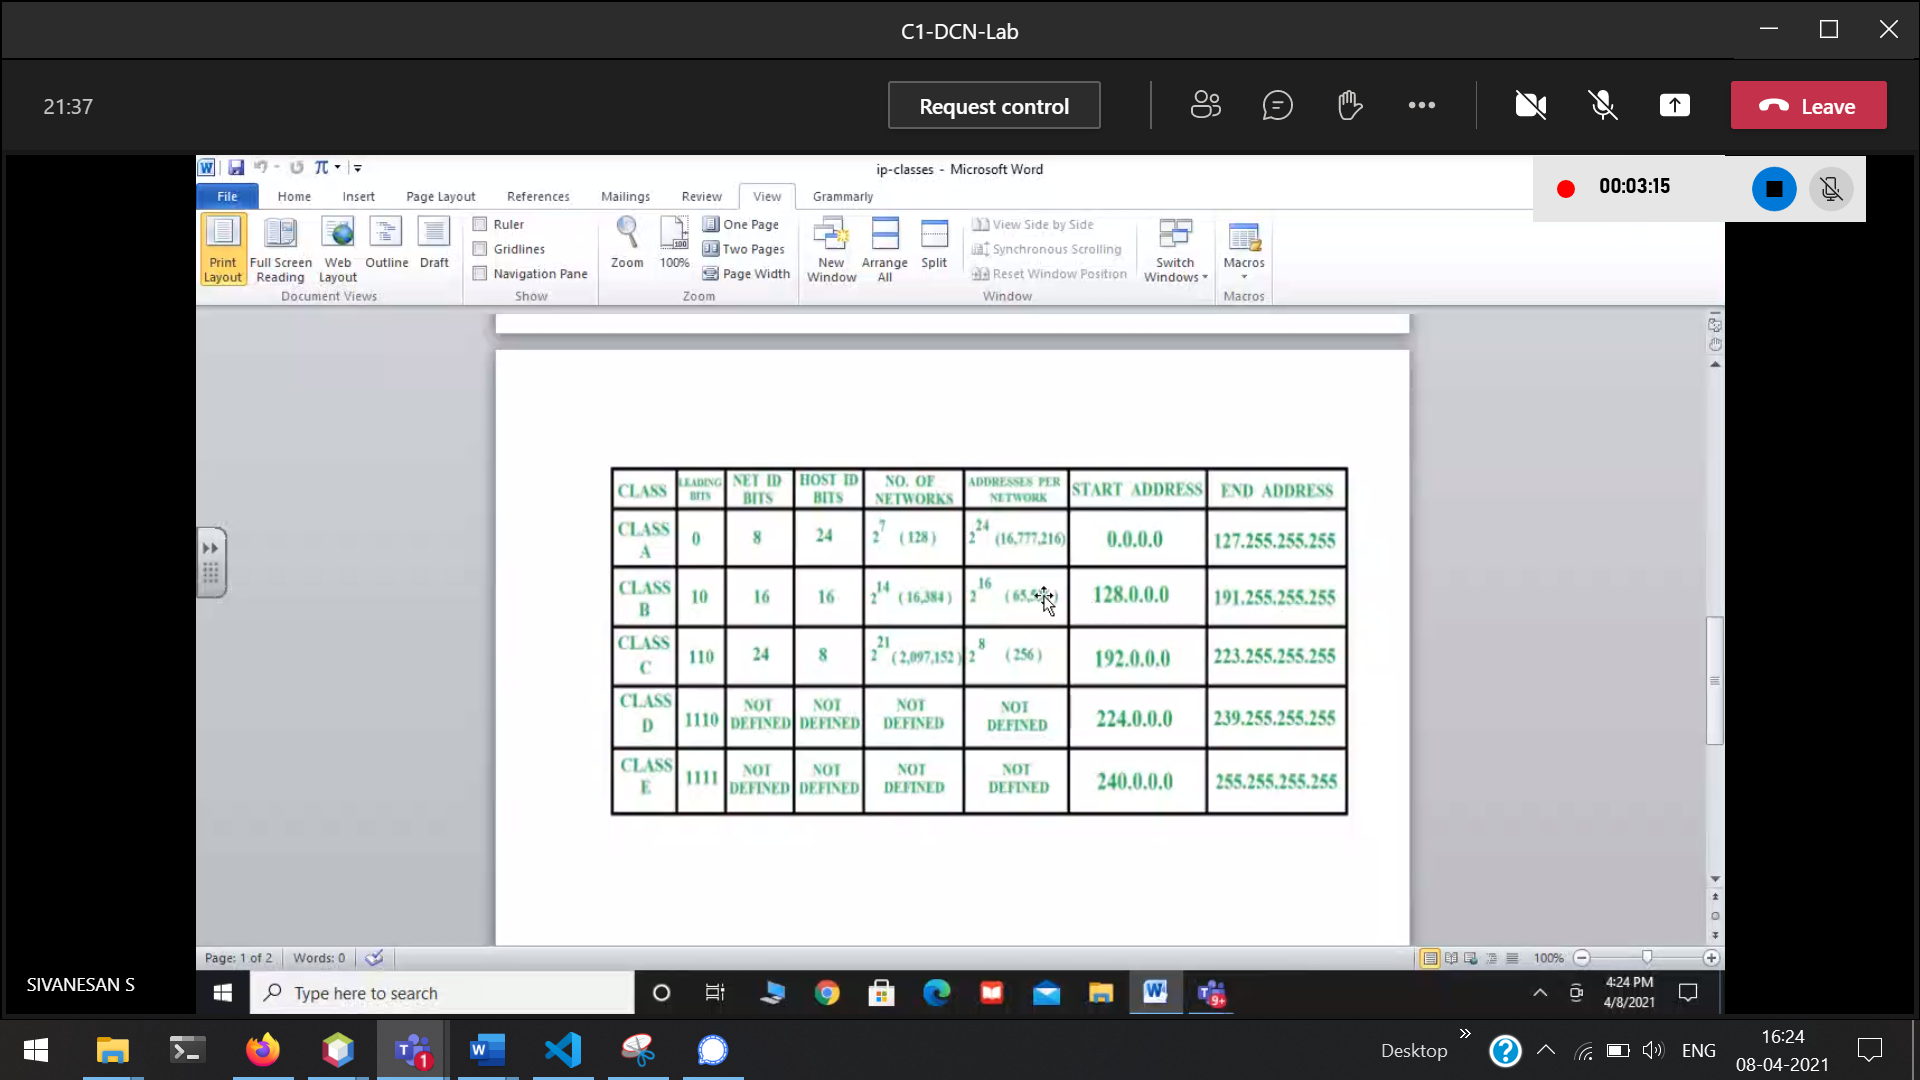 C1-DCN-Lab
21:37
Request control
Leave
ip-classes - Microsoft Word
00:03:15
File Home Insert Page Layout References Mailings Review View Grammarly
Print Layout
Full Screen Reading
Web Layout
Outline
Draft
Ruler
Gridlines
Navigation Pane
Zoom
100%
One Page
Two Pages
Page Width
New Window
Arrange All
Split
View Side by Side
Synchronous Scrolling
Reset Window Position
Switch Windows
Macros
Document Views Show Zoom Window Macros
CLASS LEADING BITS NET ID BITS HOST ID BITS NO. OF NETWORKS ADDRESSES PER NETWORK START ADDRESS END ADDRESS
CLASS A 0 8 24 2^7 (128) 2^24 (16,777,216) 0.0.0.0 127.255.255.255
CLASS B 10 16 16 2^14 (16,384) 2^16 191.255.255.255 128.0.0.0
CLASS C 110 24 8 2^21 (2,097,152) 2^8 (256) 192.0.0.0 223.255.255.255
CLASS D 1110 NOT DEFINED NOT DEFINED NOT DEFINED NOT DEFINED 224.0.0.0 239.255.255.255
CLASS E 1111 NOT DEFINED NOT DEFINED NOT DEFINED NOT DEFINED 240.0.0.0 255.255.255.255
Page: 1 of 2 Words: 0 100%
SIVANESAN S
Type here to search
9+
4:24 PM
4/8/2021
1
Desktop
ENG
16:24
08-04-2021